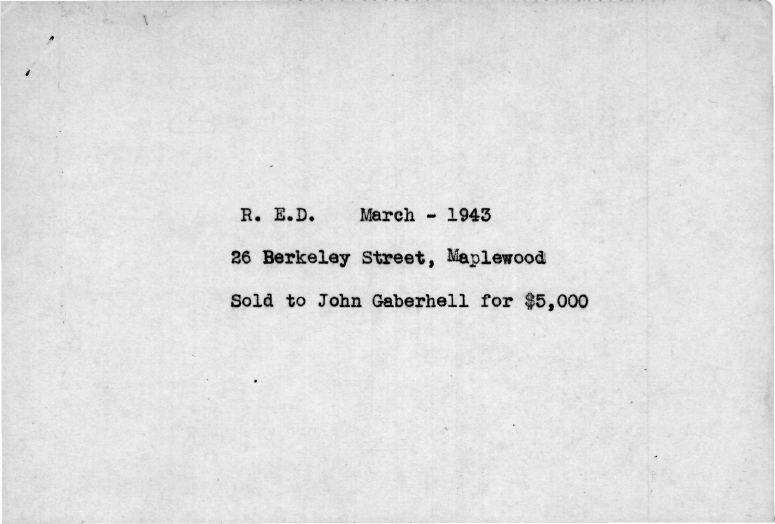 R. E.D. March - 1943
26 Berkeley Street, Maplewood
Sold to John Gaberhell for $5,000